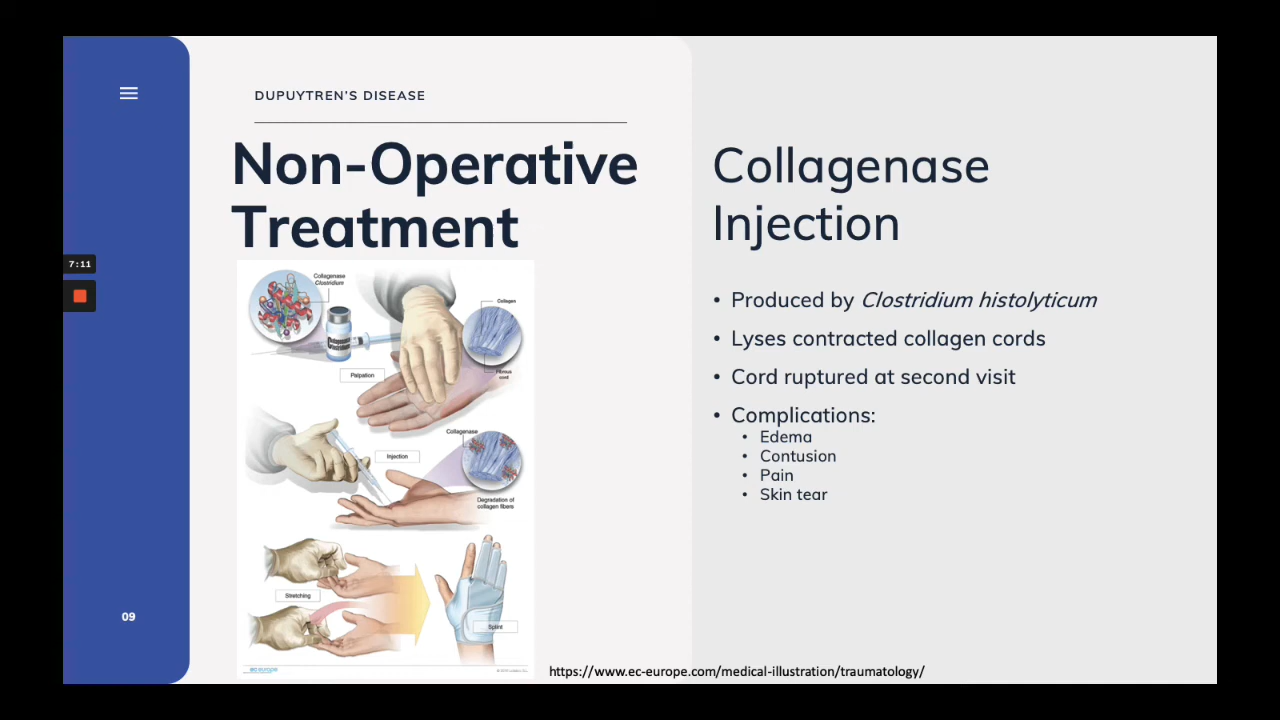 DUPUYTREN'S DISEASE
Non-Operative
Treatment
Collagenase
Clostridium
Collagen
Fibrous
cord
Palpation
Collagenase
Injection
Degradation of
collagen fibers
Stretching
Splint
ec-europe
Collagenase
Injection
• Produced by Clostridium histolyticum
• Lyses contracted collagen cords
• Cord ruptured at second visit
• Complications:
• Edema
• Contusion
• Pain
• Skin tear
7:11
09
https://www.ec-europe.com/medical-illustration/traumatology/